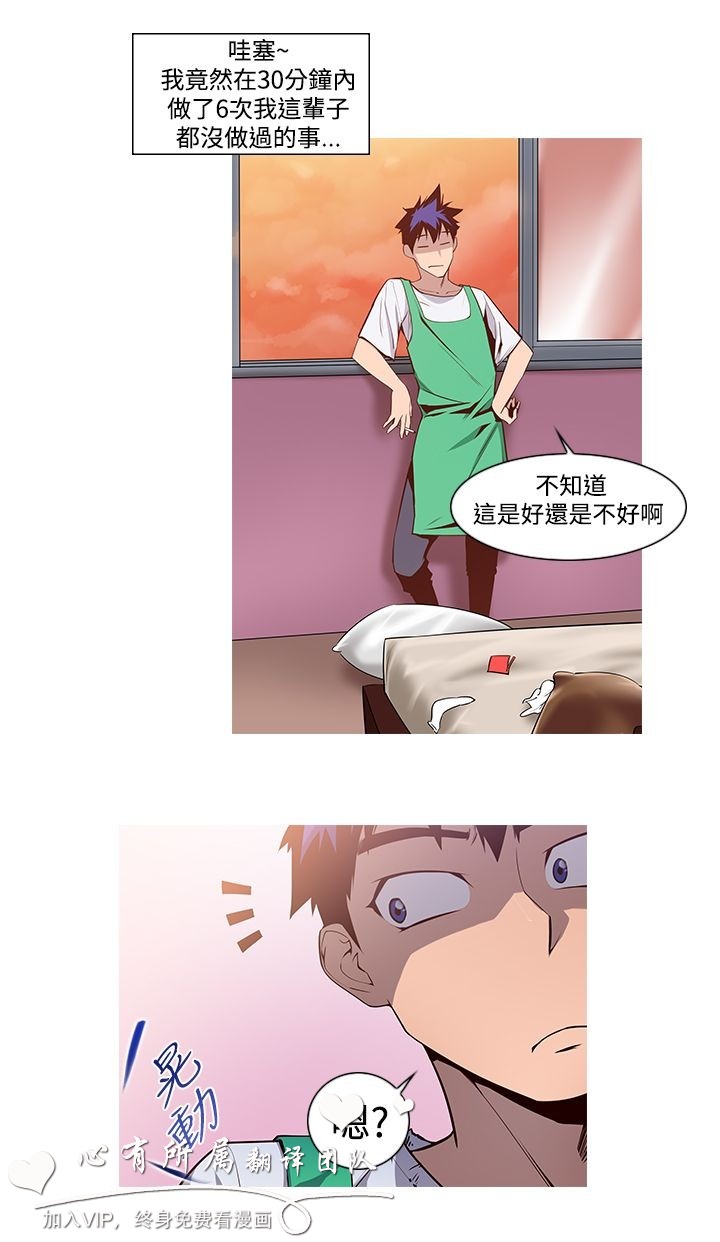 哇塞~
我竟然在30分鐘內
做了6次我這輩子
都沒做過的事...
不知道
這是好還是不好啊
晃動
嗯?
心有所属翻译团队
加入VIP，终身免费看漫画